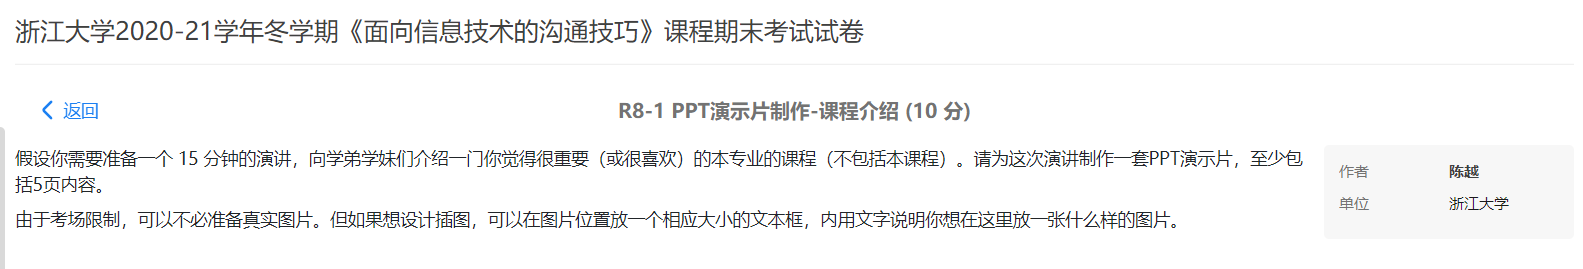 浙江大学2020-21学年冬学期《面向信息技术的沟通技巧》课程期末考试试卷
返回
R8-1 PPT演示片制作-课程介绍 (10 分)
假设你需要准备一个 15 分钟的演讲，向学弟学妹们介绍一门你觉得很重要（或很喜欢）的本专业的课程（不包括本课程）。请为这次演讲制作一套PPT演示片，至少包
括5页内容。
由于考场限制，可以不必准备真实图片。但如果想设计插图，可以在图片位置放一个相应大小的文本框，内用文字说明你想在这里放一张什么样的图片。
作者 陈越
单位 浙江大学